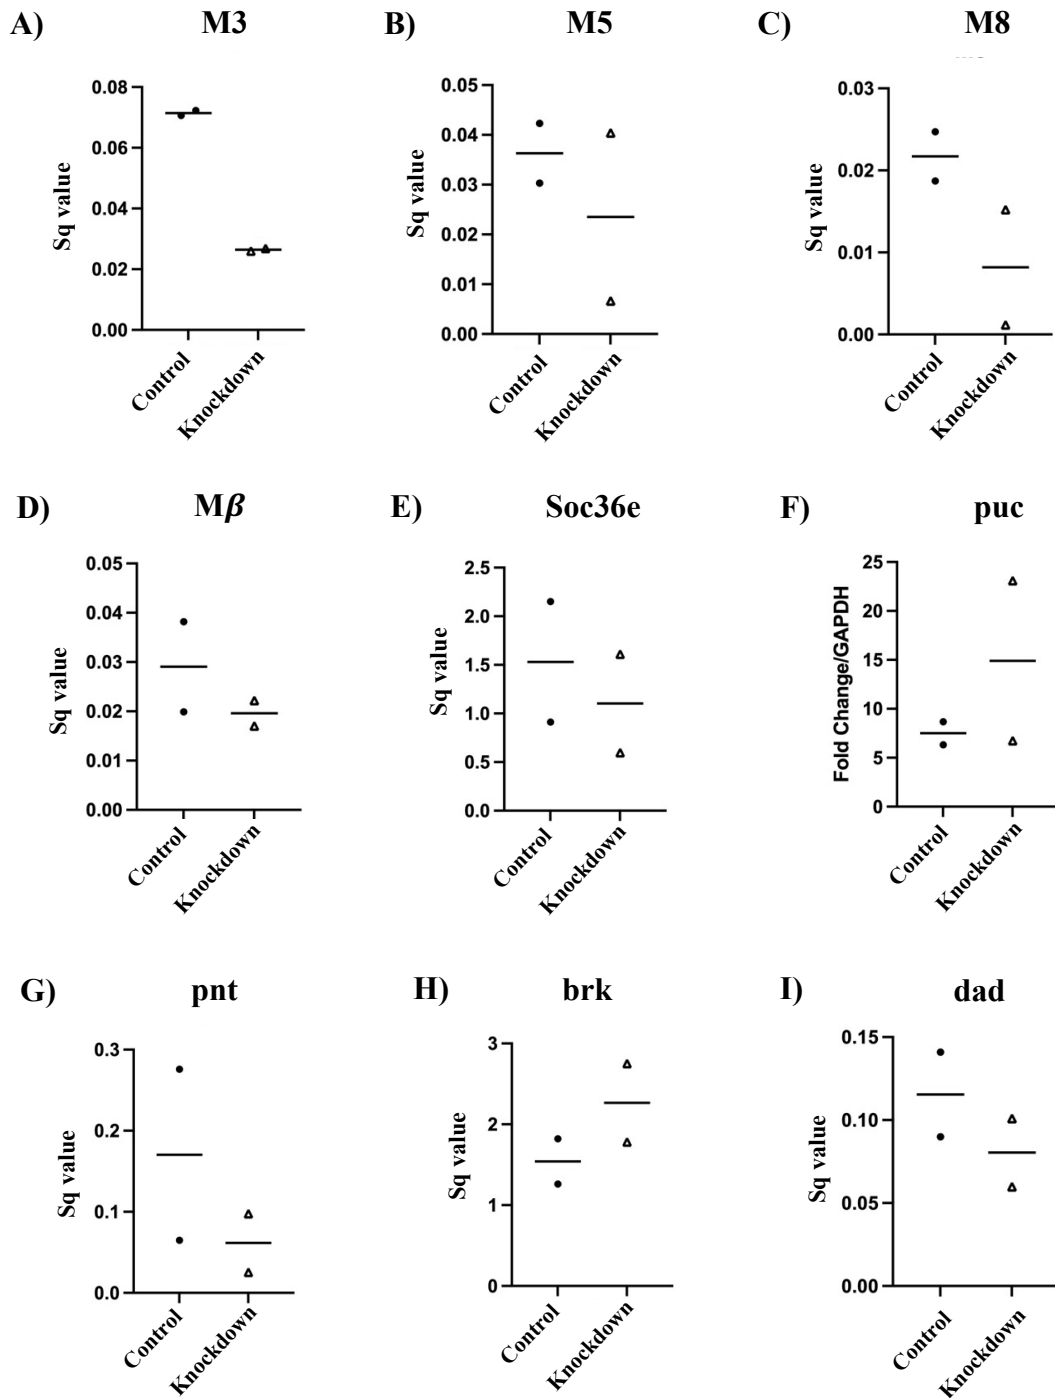 A) M3
B) M5
C) M8
0.08
0.06
0.04
0.02
0.00
Sq value
Control
Knockdown
0.05
0.04
0.03
0.02
0.01
0.00
Sq value
Control
Knockdown
0.03
0.02
0.01
0.00
Sq value
Control
Knockdown
D) Mβ
E) Soc36e
F) puc
0.05
0.04
0.03
0.02
0.01
0.00
Sq value
Control
Knockdown
2.5
2.0
1.5
1.0
0.5
0.0
Sq value
Control
Knockdown
25
20
15
10
5
0
Fold Change/GAPDH
Control
Knockdown
G) pnt
H) brk
I) dad
0.3
0.2
0.1
0.0
Sq value
Control
Knockdown
3
2
1
0
Sq value
Control
Knockdown
0.15
0.10
0.05
0.00
Sq value
Control
Knockdown